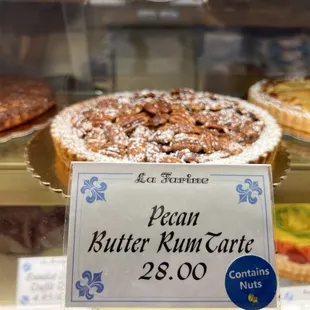 La Farine
Pecan
Butter Rum Tarte
28.00
Contains
Nuts